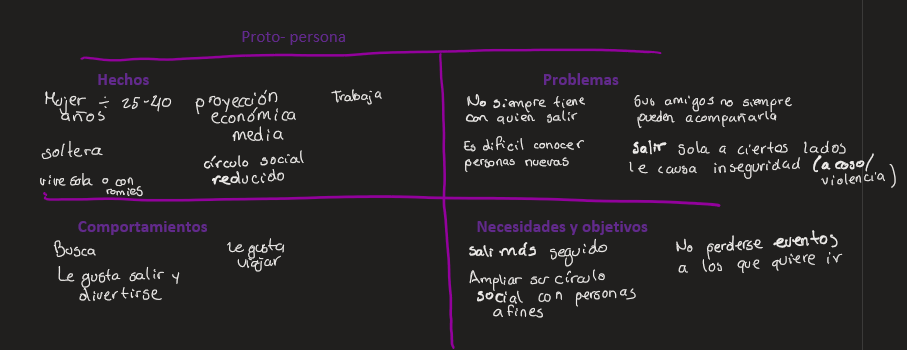 Proto- persona
Hechos
Mujer ÷ 25-40
años
proyección
económica
media
Trabaja
soltera
círculo social
reducido
vive sola o con
romies
Problemas
No siempre tiene
con quien salir
Sus amigos no siempre
pueden acompañarla
Es dificil conocer
personas nuevas
salir sola a ciertos lados
le causa inseguridad (acoso/
violencia)
Comportamientos
Busca
Le gusta
viajar
Le gusta salir y
divertirse
Necesidades y objetivos
Salir más seguido
No perderse eventos
a los que quiere ir
Ampliar su círculo
social con personas
afines